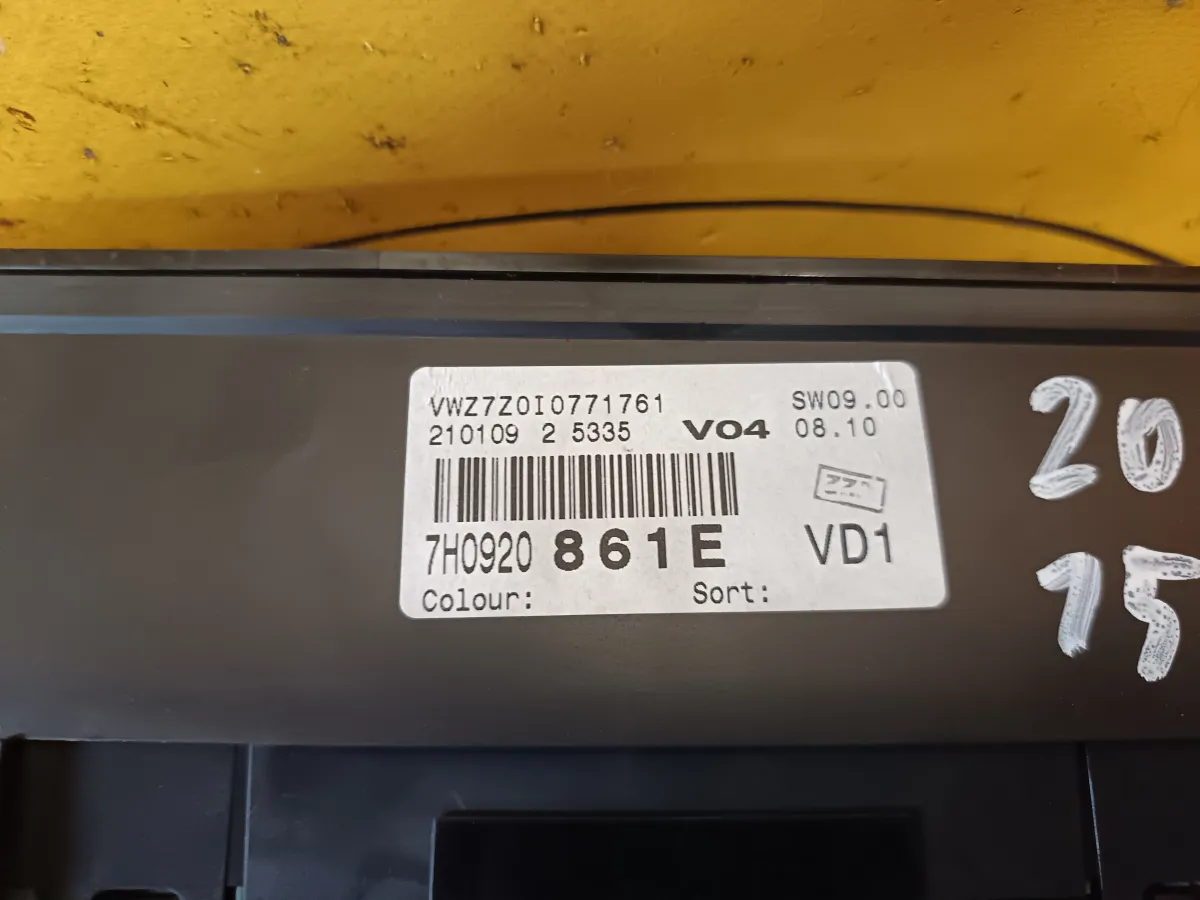 VWZ7Z0I0771761 SW09.00
210109 2 5335 V04 08.10
7H0920 861E VD1
Colour: Sort:
20
15